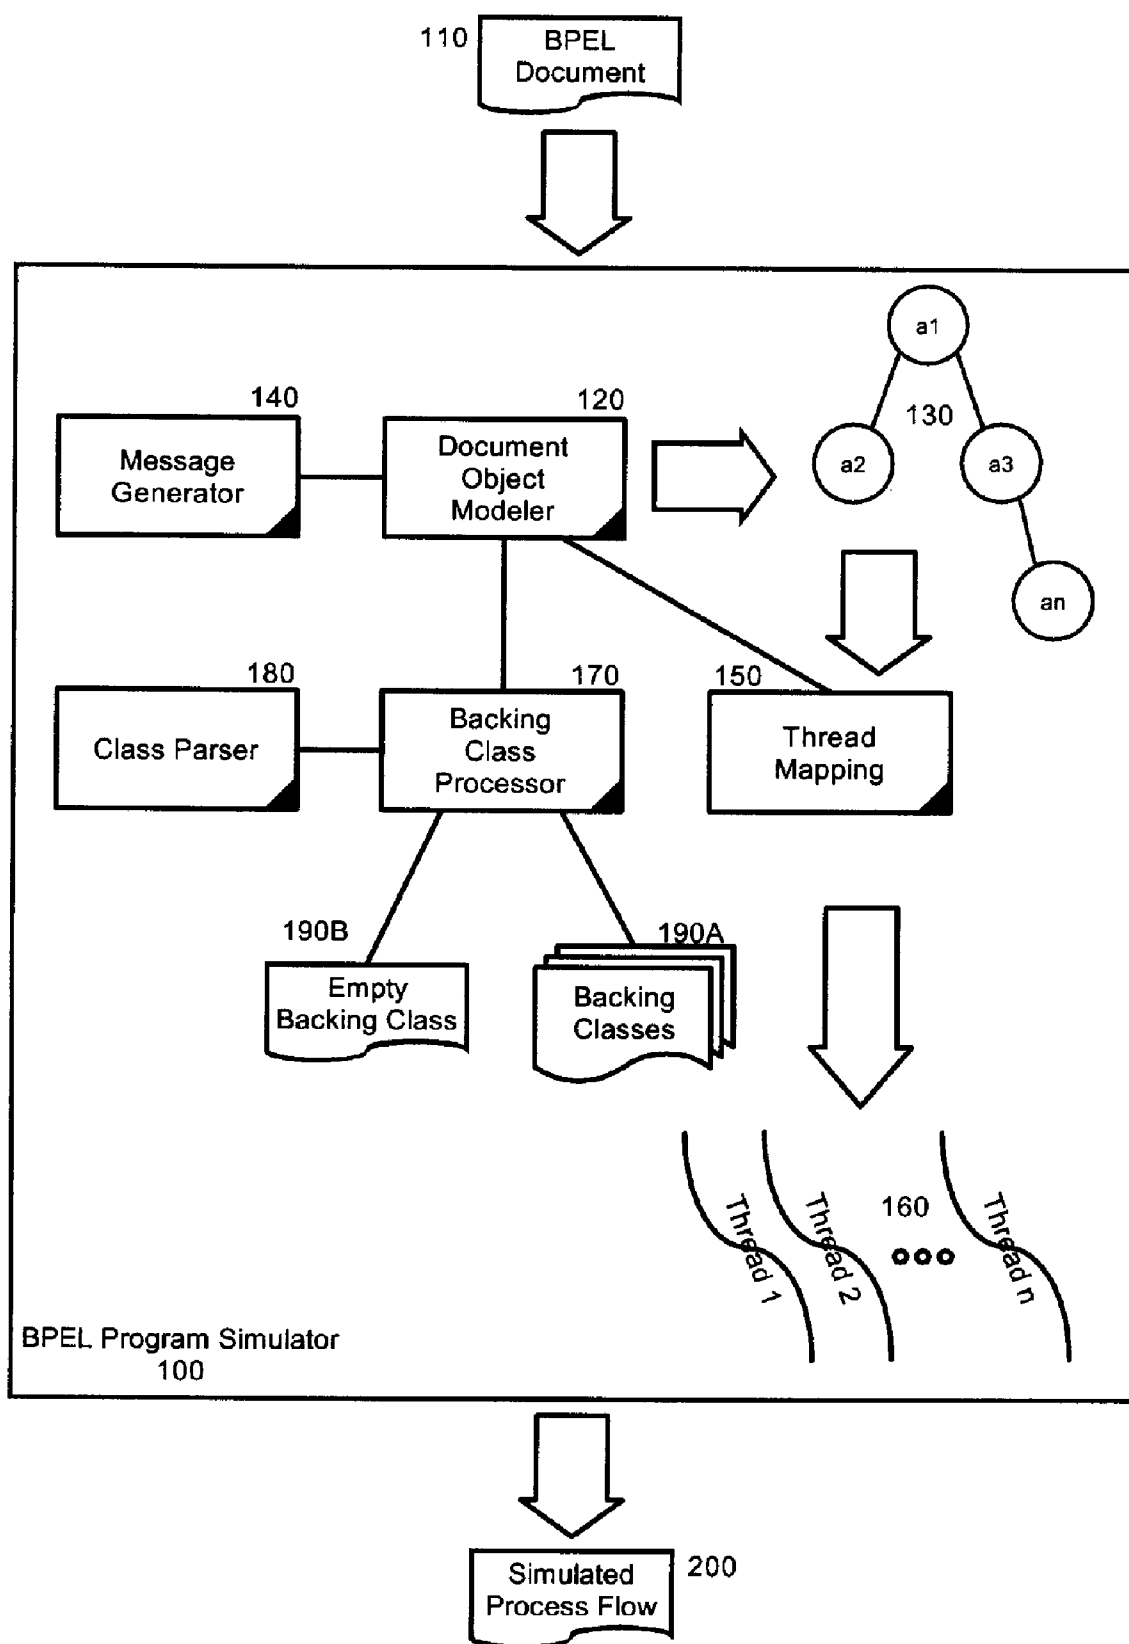 110
BPEL
Document
a1
140
120
130
Message
Generator
Document
Object
Modeler
a2
a3
an
180
170
150
Class Parser
Backing
Class
Processor
Thread
Mapping
190B
190A
Empty
Backing Class
Backing
Classes
160
Thread 1
Thread 2
Thread n
BPEL Program Simulator
100
Simulated
Process Flow
200